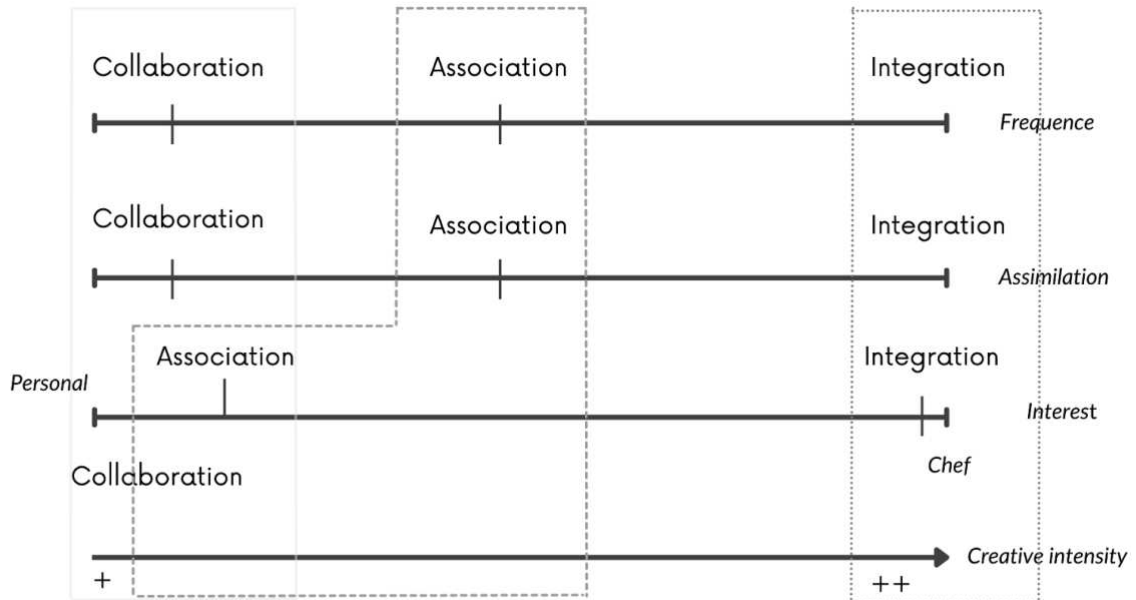 Collaboration Association Integration
Frequence
Collaboration Association Integration
Assimilation
Association Integration
Personal
Interest
Chef
Collaboration
Creative intensity
+ ++